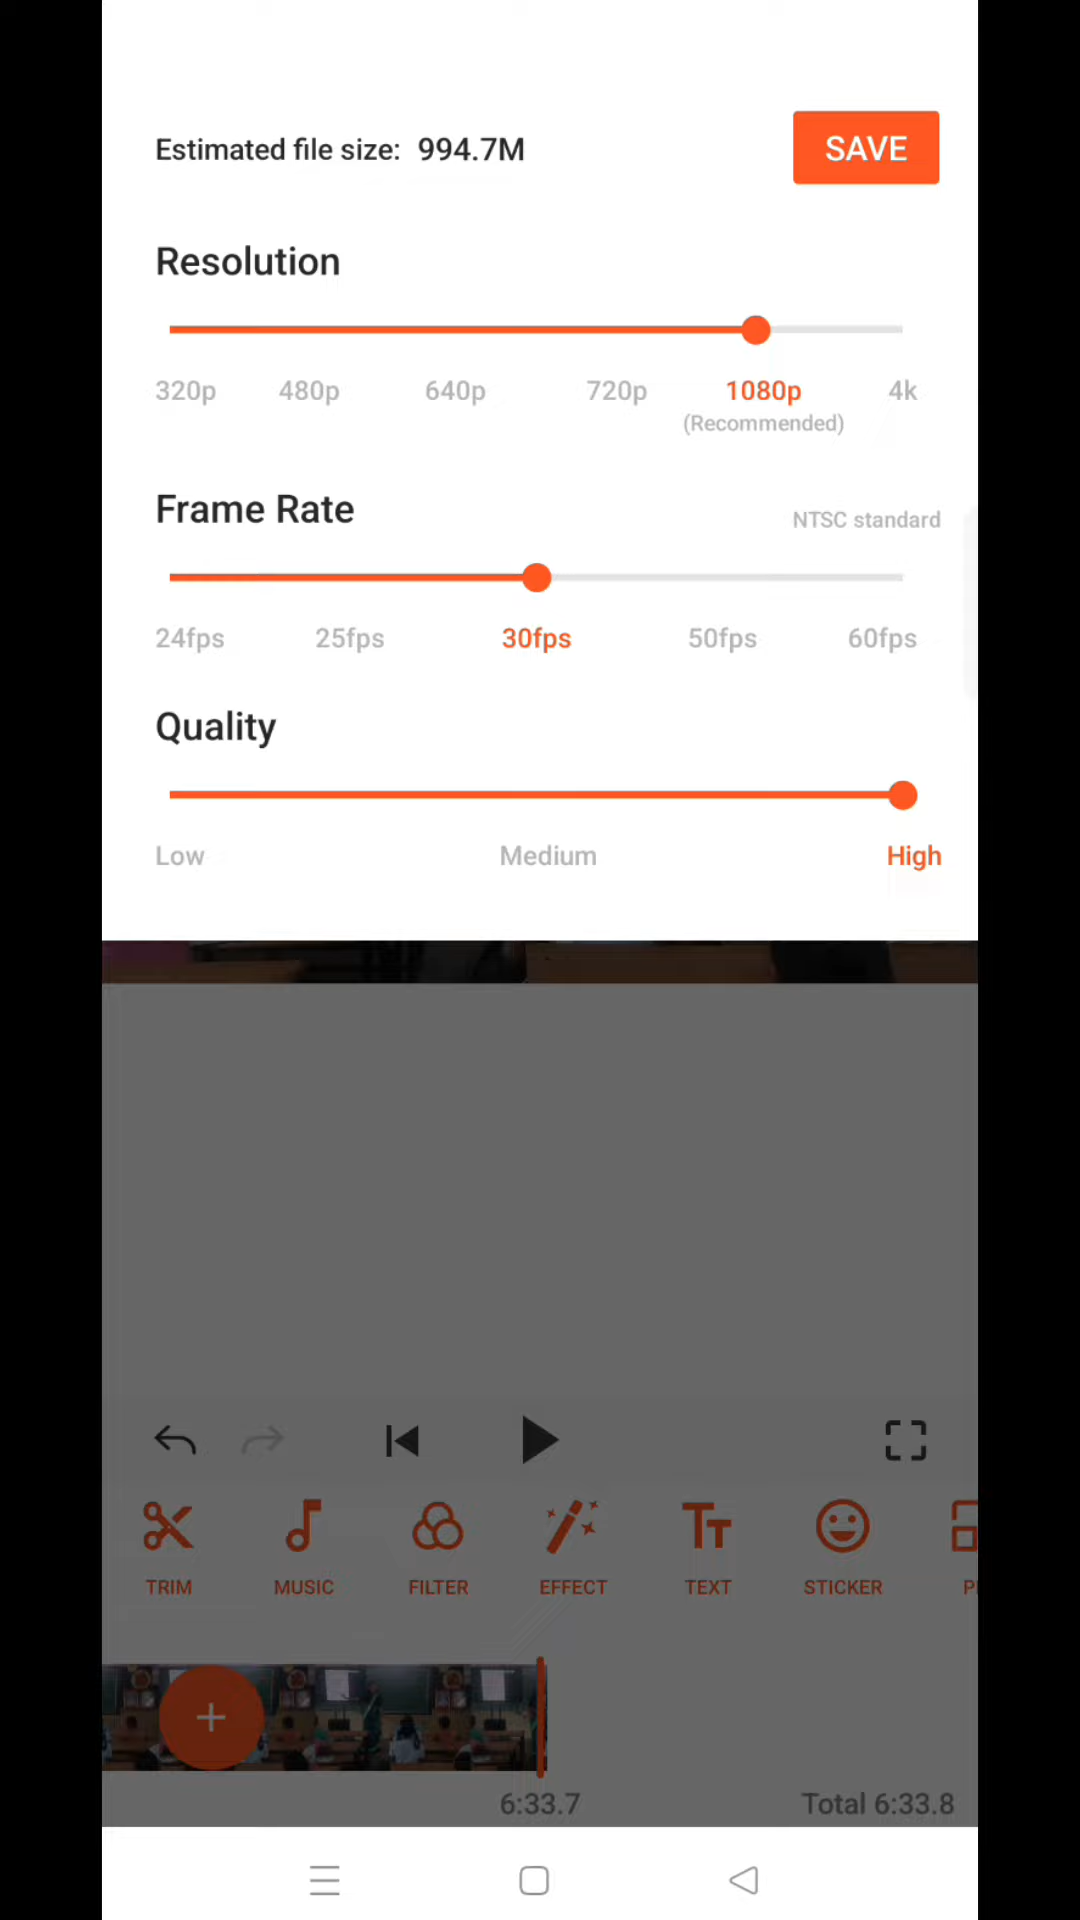 Estimated file size: 994.7M
SAVE
Resolution
320p 480p 640p 720p 1080p 4k
(Recommended)
Frame Rate
NTSC standard
24fps 25fps 30fps 50fps 60fps
Quality
Low Medium High
TRIM MUSIC FILTER EFFECT TEXT STICKER
6:33.7 Total 6:33.8